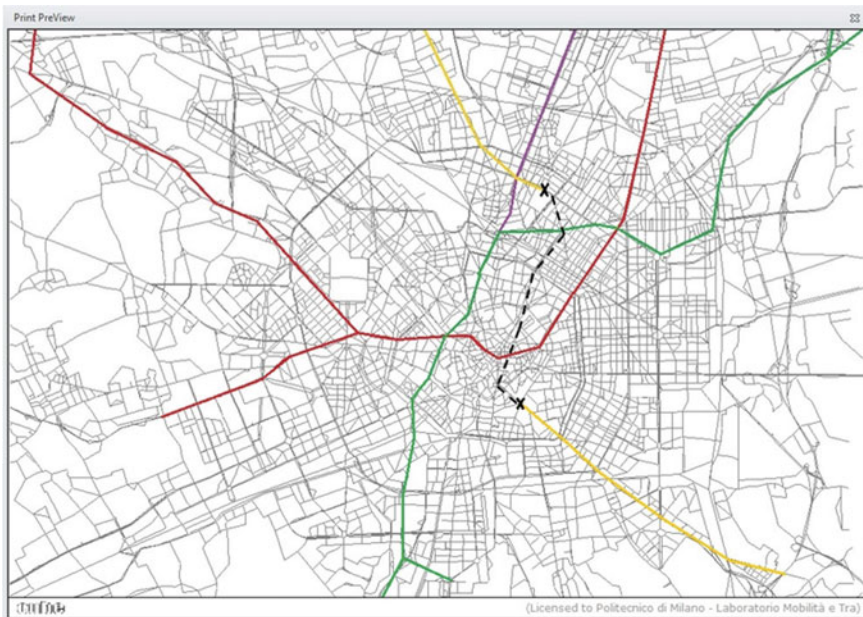 Print PreView
X
X
(Licensed to Politecnico di Milano - Laboratorio Mobilità e Tra)